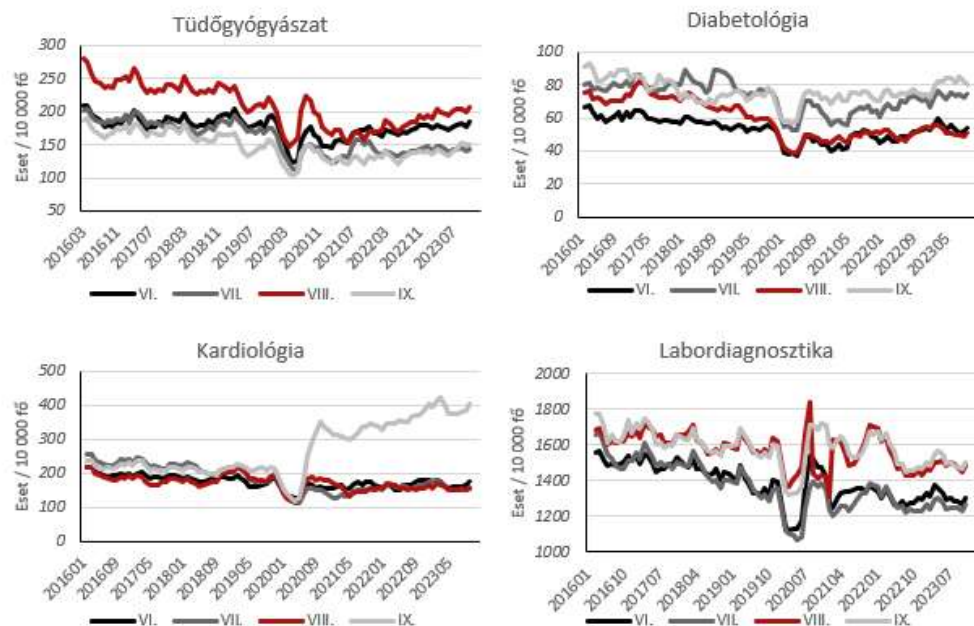 Tüdőgyógyászat
Eset / 10 000 fő
300
250
200
150
100
50
201603
201611
201707
201803
201811
201907
202003
202011
202107
202203
202211
202307
VI.
VII.
VIII.
IX.
Diabetológia
Eset / 10 000 fő
100
80
60
40
20
0
201601
201609
201705
201801
201809
201905
202001
202009
202105
202201
202209
202305
VI.
VII.
VIII.
IX.
Kardiológia
Eset / 10 000 fő
500
400
300
200
100
0
201601
201609
201705
201801
201809
201905
202001
202009
202105
202201
202209
202305
VI.
VII.
VIII.
IX.
Labordiagnosztika
Eset / 10 000 fő
2000
1800
1600
1400
1200
1000
201601
201610
201707
201804
201901
201910
202007
202104
202201
202210
202307
VI.
VII.
VIII.
IX.